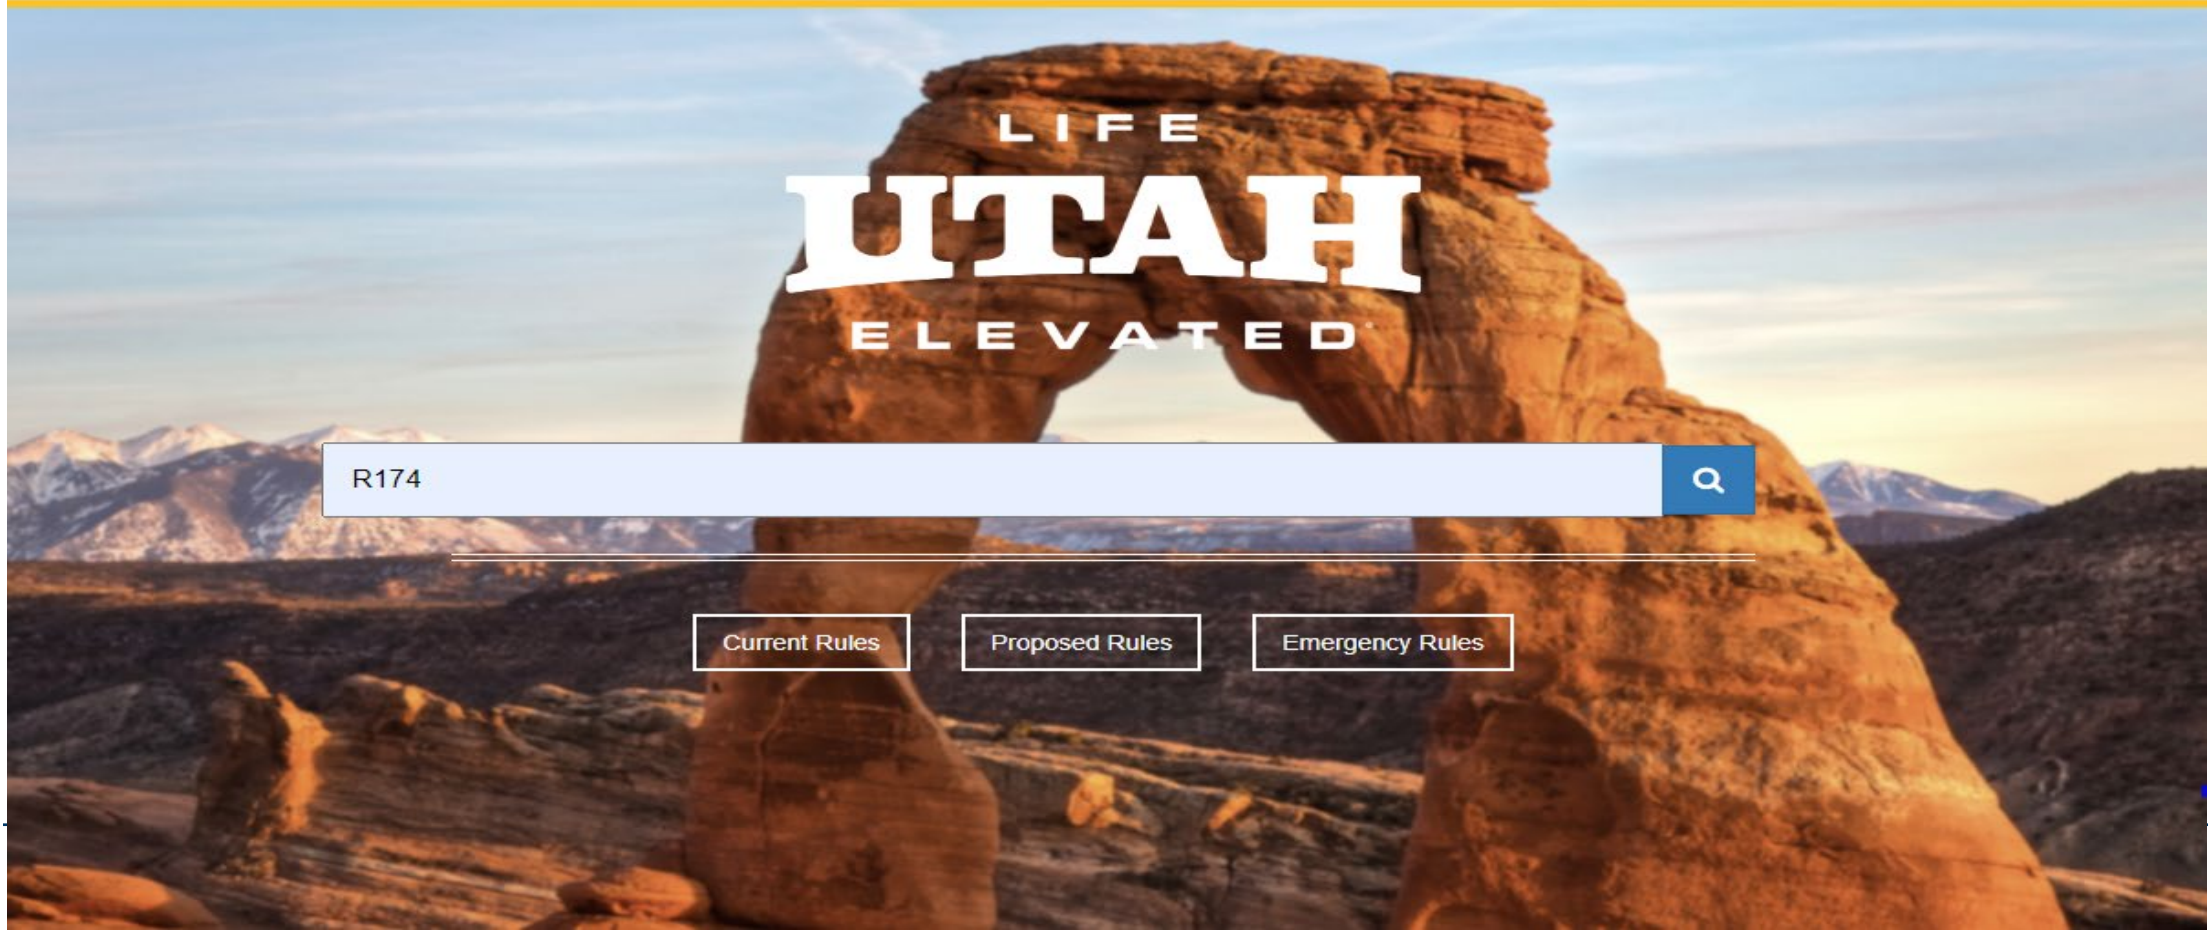 LIFE
UTAH
ELEVATED
R174
Current Rules
Proposed Rules
Emergency Rules